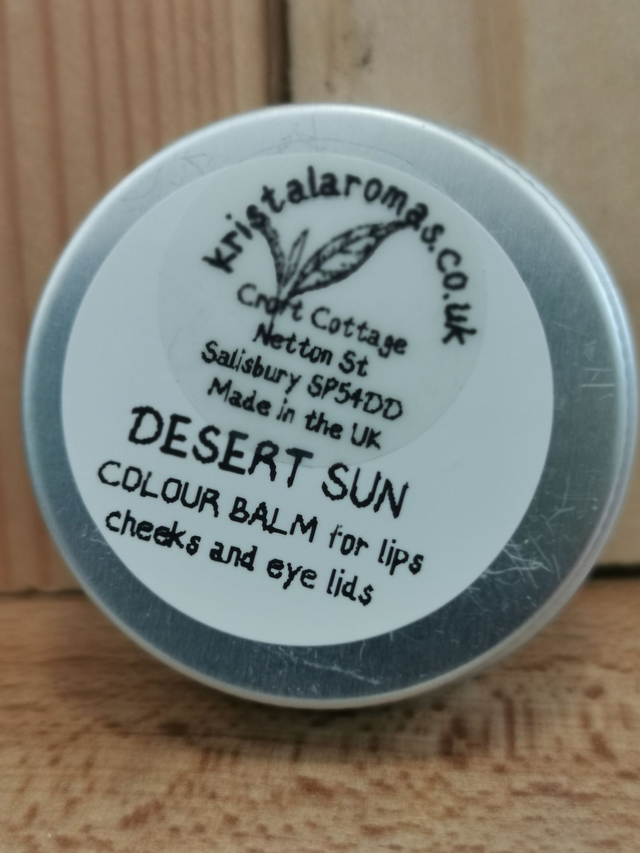 kristalaromas.co.uk
Croft Cottage
Netton St
Salisbury SP54DD
Made in the UK
DESERT SUN
COLOUR BALM for lips
cheeks and eye lids